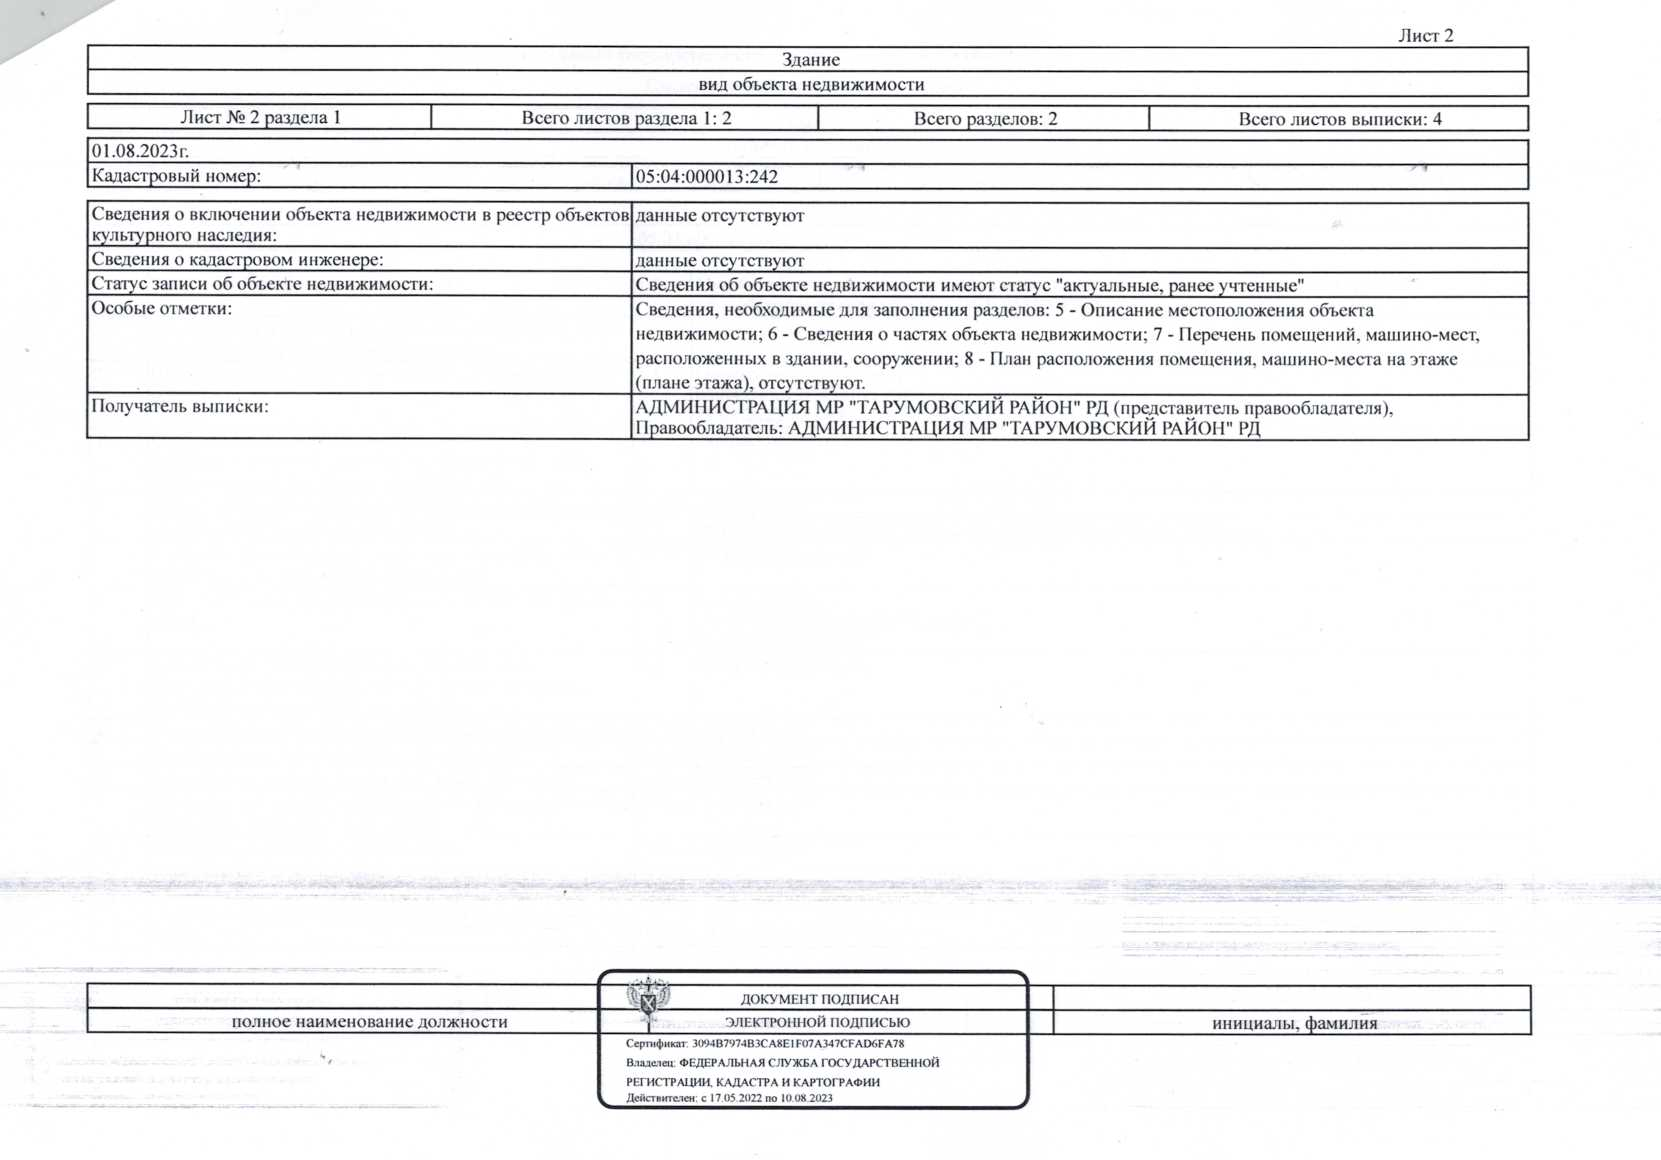 Лист 2
Здание
вид объекта недвижимости
Лист № 2 раздела 1 Всего листов раздела 1: 2 Всего разделов: 2 Всего листов выписки: 4
01.08.2023г.
Кадастровый номер: 05:04:000013:242
Сведения о включении объекта недвижимости в реестр объектов данные отсутствуют
культурного наследия:
Сведения о кадастровом инженере: данные отсутствуют
Статус записи об объекте недвижимости: Сведения об объекте недвижимости имеют статус "актуальные, ранее учтенные"
Особые отметки: Сведения, необходимые для заполнения разделов: 5 - Описание местоположения объекта
недвижимости; 6 - Сведения о частях объекта недвижимости; 7 - Перечень помещений, машино-мест,
расположенных в здании, сооружении; 8 - План расположения помещения, машино-места на этаже
(плане этажа), отсутствуют.
Получатель выписки: АДМИНИСТРАЦИЯ МР "ТАРУМОВСКИЙ РАЙОН" РД (представитель правообладателя),
Правообладатель: АДМИНИСТРАЦИЯ МР "ТАРУМОВСКИЙ РАЙОН" РД
ДОКУМЕНТ ПОДПИСАН
полное наименование должности ЭЛЕКТРОННОЙ ПОДПИСЬЮ инициалы, фамилия
Сертификат: 3094B7974B3CA8E1F07A347CFAD6FA78
Владелец: ФЕДЕРАЛЬНАЯ СЛУЖБА ГОСУДАРСТВЕННОЙ
РЕГИСТРАЦИИ, КАДАСТРА И КАРТОГРАФИИ
Действителен: с 17.05.2022 по 10.08.2023